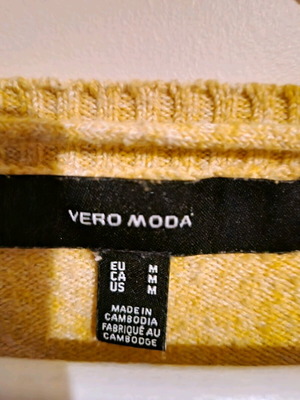 VERO MODA
EU M
CA M
US M
MADE IN
CAMBODIA
FABRIQUÉ AU
CAMBODGE